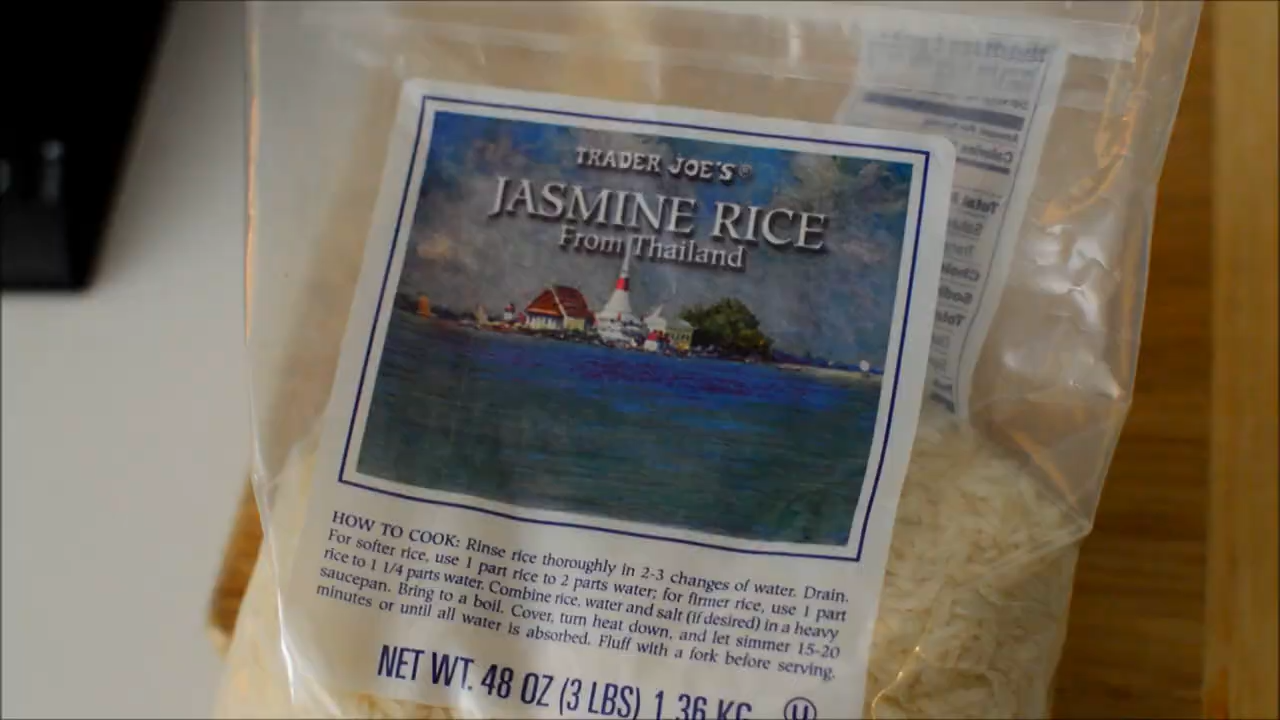 TRADER JOE'S®
JASMINE RICE
From Thailand
HOW TO COOK: Rinse rice thoroughly in 2-3 changes of water. Drain.
For softer rice, use 1 part rice to 2 parts water; for firmer rice, use 1 part
rice to 1 1/4 parts water. Combine rice, water and salt (if desired) in a heavy
saucepan. Bring to a boil. Cover, turn heat down, and let simmer 15-20
minutes or until all water is absorbed. Fluff with a fork before serving.
NET WT. 48 OZ (3 LBS) 1.36 KG
U